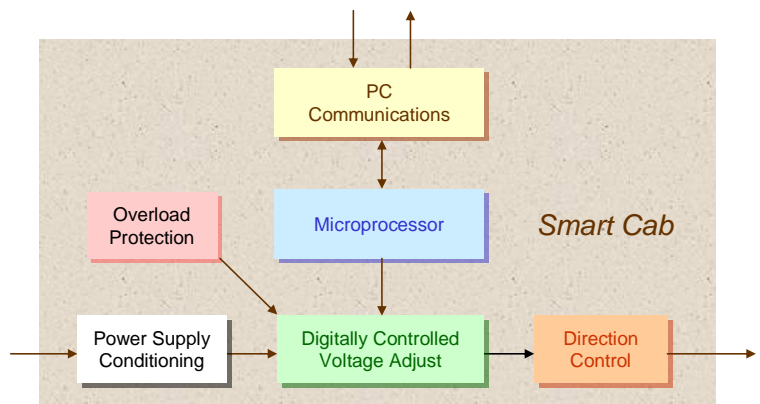 PC
Communications
Overload
Protection
Microprocessor
Smart Cab
Power Supply
Conditioning
Digitally Controlled
Voltage Adjust
Direction
Control